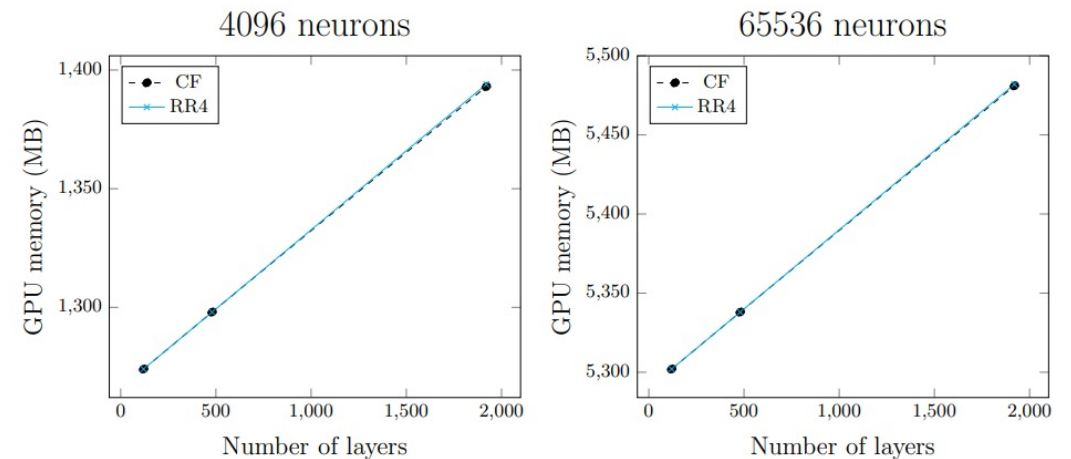 4096 neurons
1,400
1,350
1,300
GPU memory (MB)
CF
RR4
0
500
1,000
1,500
2,000
Number of layers
65536 neurons
5,500
5,450
5,400
5,350
5,300
GPU memory (MB)
CF
RR4
0
500
1,000
1,500
2,000
Number of layers